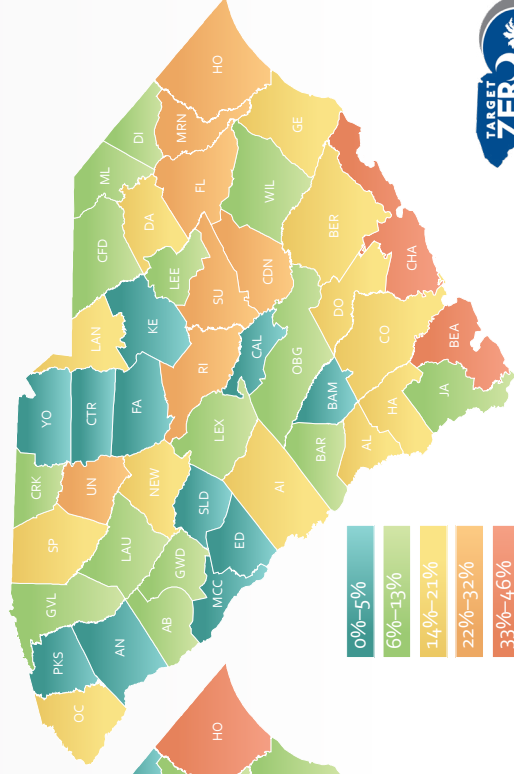 HO
DI
MRN
ML
GE
FL
WIL
DA
CFD
BER
LEE
SU
CDN
CHA
LAN
KE
DO
CAL
CO
RI
OBG
BEA
YO
CTR
FA
BAM
HA
JA
LEX
CRK
UN
NEW
BAR
AL
SLD
AI
SP
LAU
GWD
ED
GVL
MCC
AB
AN
PKS
OC
HO
TARGET
ZERO
0%–5%
6%–13%
14%–21%
22%–32%
33%–46%